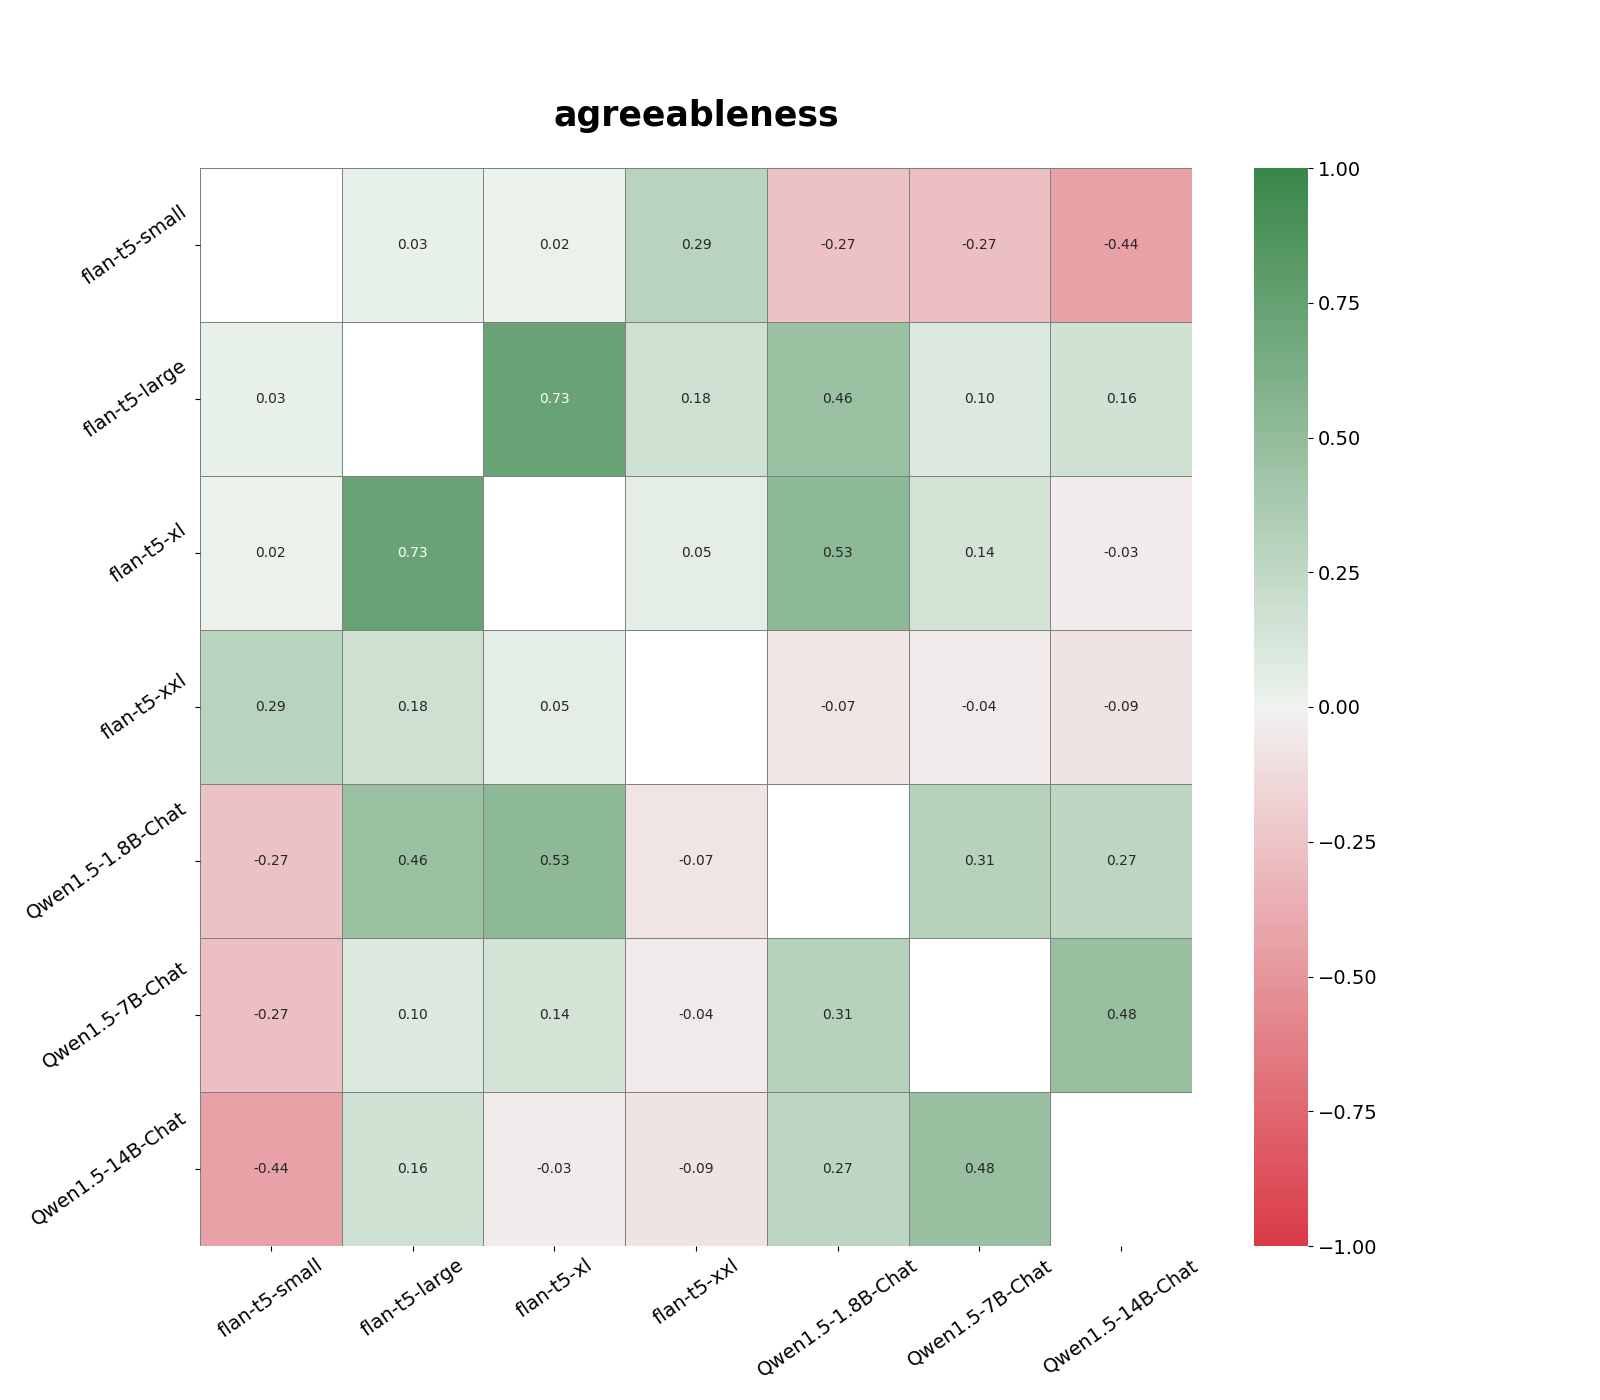 agreeableness
flan-t5-small 0.03 0.02 0.29 -0.27 -0.27 -0.44
flan-t5-large 0.03 0.73 0.18 0.46 0.10 0.16
flan-t5-xl 0.02 0.73 0.05 0.53 0.14 -0.03
flan-t5-xxl 0.29 0.18 0.05 -0.07 -0.04 -0.09
Qwen1.5-1.8B-Chat -0.27 0.46 0.53 -0.07 0.31 0.27
Qwen1.5-7B-Chat -0.27 0.10 0.14 -0.04 0.31 0.48
Qwen1.5-14B-Chat -0.44 0.16 -0.03 -0.09 0.27 0.48
flan-t5-small flan-t5-large flan-t5-xl flan-t5-xxl Qwen1.5-1.8B-Chat Qwen1.5-7B-Chat Qwen1.5-14B-Chat
1.00
0.75
0.50
0.25
0.00
−0.25
−0.50
−0.75
−1.00